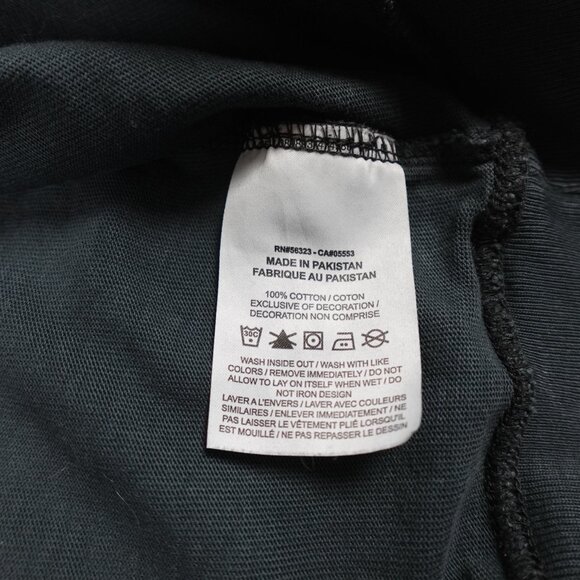 RN#56323 - CA#05553
MADE IN PAKISTAN
FABRIQUE AU PAKISTAN
100% COTTON / COTON
EXCLUSIVE OF DECORATION /
DECORATION NON COMPRISE
30C
WASH INSIDE OUT / WASH WITH LIKE
COLORS / REMOVE IMMEDIATELY / DO NOT
ALLOW TO LAY ON ITSELF WHEN WET / DO
NOT IRON DESIGN
LAVER A L'ENVERS / LAVER AVEC COULEURS
SIMILAIRES / ENLEVER IMMÉDIATEMENT / NE
PAS LAISSER LE VÊTEMENT PLIÉ LORSQU'IL
EST MOUILLÉ / NE PAS REPASSER LE DESSIN